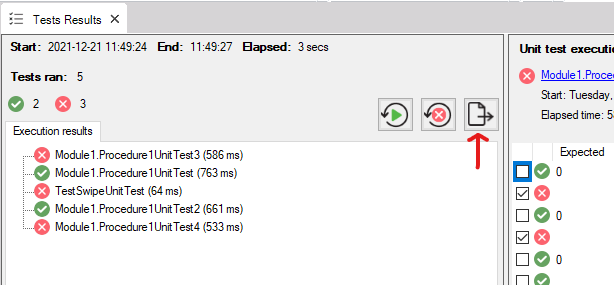 Tests Results
Start: 2021-12-21 11:49:24 End: 11:49:27 Elapsed: 3 secs
Tests ran: 5
2 3
Execution results
Module1.Procedure1UnitTest3 (586 ms)
Module1.Procedure1UnitTest (763 ms)
TestSwipeUnitTest (64 ms)
Module1.Procedure1UnitTest2 (661 ms)
Module1.Procedure1UnitTest4 (533 ms)
Unit test executio
Module1.Proce
Start: Tuesday,
Elapsed time: 5
Expected
0
0
0